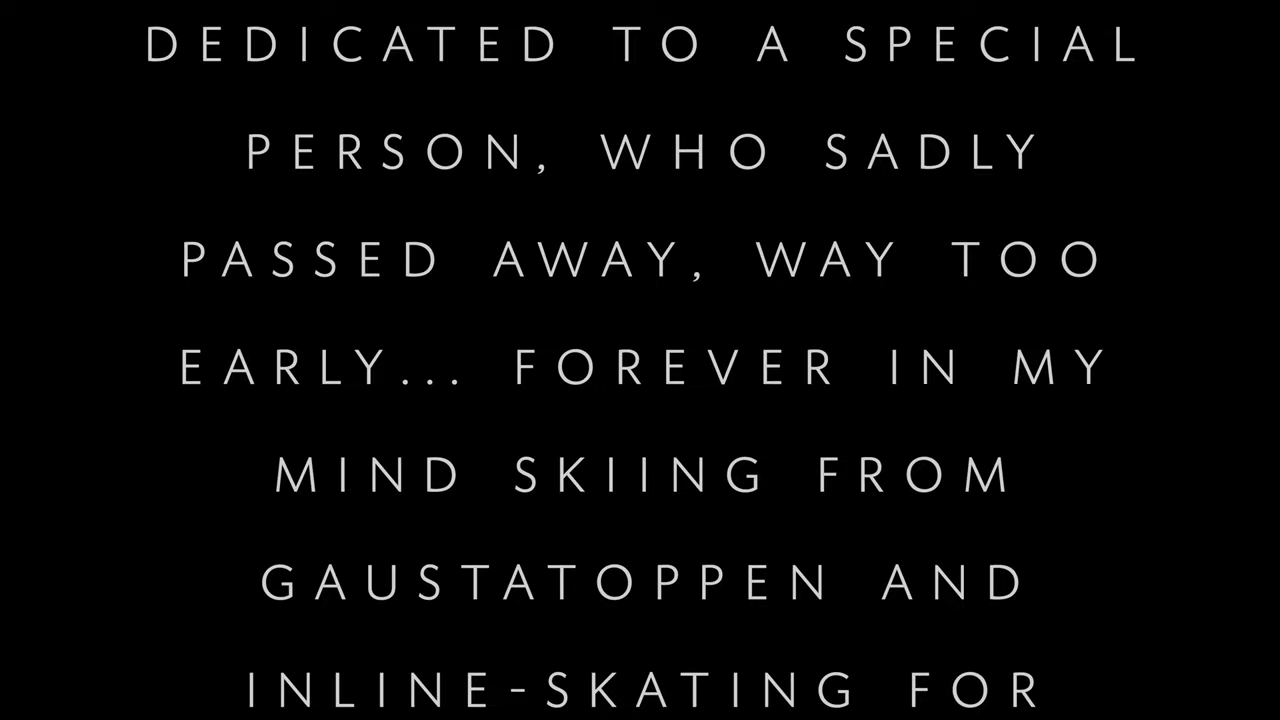 DEDICATED TO A SPECIAL
PERSON, WHO SADLY
PASSED AWAY, WAY TOO
EARLY... FOREVER IN MY
MIND SKIING FROM
GAUSTATOPPEN AND
INLINE-SKATING FOR